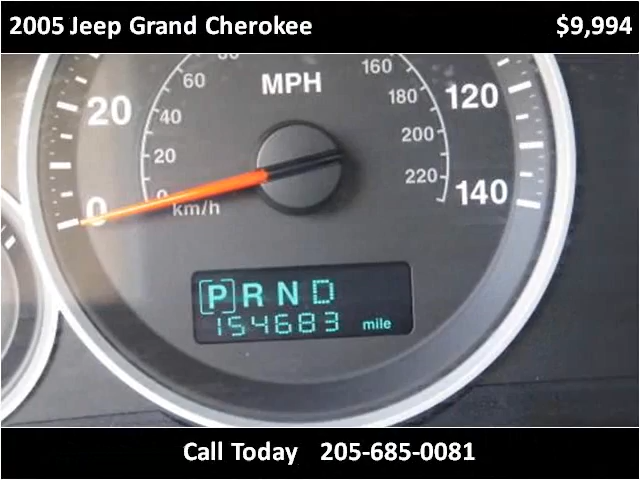 2005 Jeep Grand Cherokee $9,994
60 160
MPH
20 40 180 120
200
20
220 140
0 0
km/h
P R N D
154683 mile
Call Today 205-685-0081